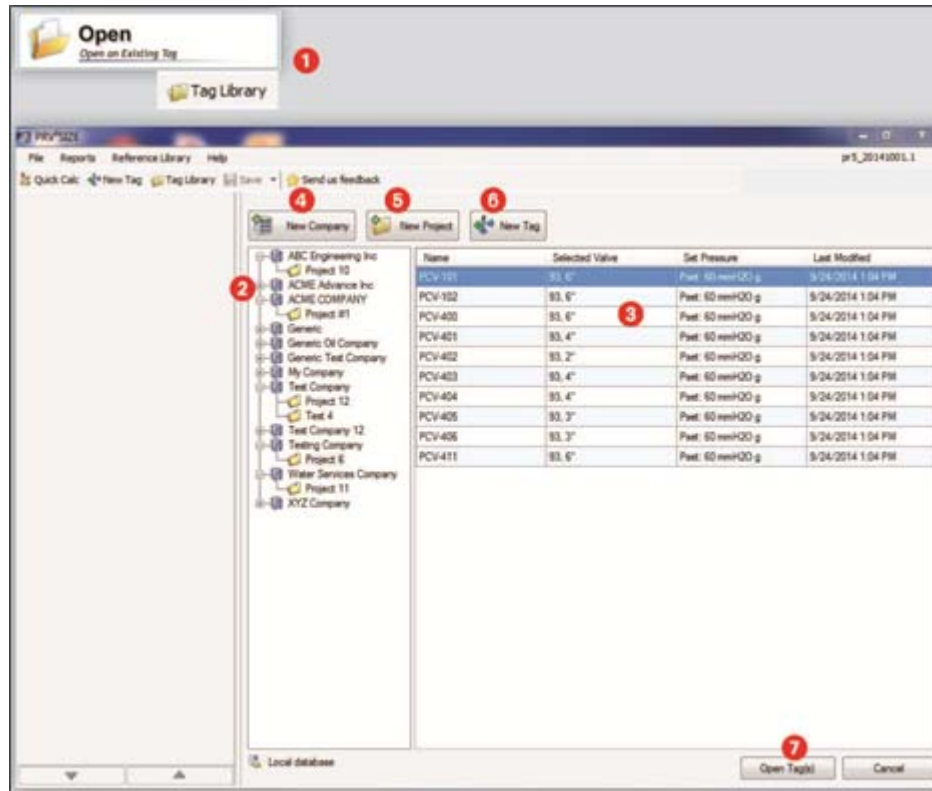 Open
Open an Existing Tag
1
Tag Library
PRV²SIZE
File Reports Reference Library Help pr5_20141001.1
Quick Calc New Tag Tag Library Save Send us feedback
4 5 6
New Company New Project New Tag
2
ABC Engineering Inc
Project 10
ACME Advance Inc
ACME COMPANY
Project #1
Generic
Generic Oil Company
Generic Test Company
My Company
Test Company
Project 12
Test 4
Test Company 12
Testing Company
Project 6
Water Services Company
Project 11
XYZ Company
3
Name Selected Valve Set Pressure Last Modified
PCV-101 93, 6" Pset: 60 mmH2O g 9/24/2014 1:04 PM
PCV-102 93, 6" Pset: 60 mmH2O g 9/24/2014 1:04 PM
PCV-400 93, 6" Pset: 60 mmH2O g 9/24/2014 1:04 PM
PCV-401 93, 4" Pset: 60 mmH2O g 9/24/2014 1:04 PM
PCV-402 93, 2" Pset: 60 mmH2O g 9/24/2014 1:04 PM
PCV-403 93, 4" Pset: 60 mmH2O g 9/24/2014 1:04 PM
PCV-404 93, 4" Pset: 60 mmH2O g 9/24/2014 1:04 PM
PCV-405 93, 3" Pset: 60 mmH2O g 9/24/2014 1:04 PM
PCV-406 93, 3" Pset: 60 mmH2O g 9/24/2014 1:04 PM
PCV-411 93, 6" Pset: 60 mmH2O g 9/24/2014 1:04 PM
Local database
7
Open Tag(s) Cancel